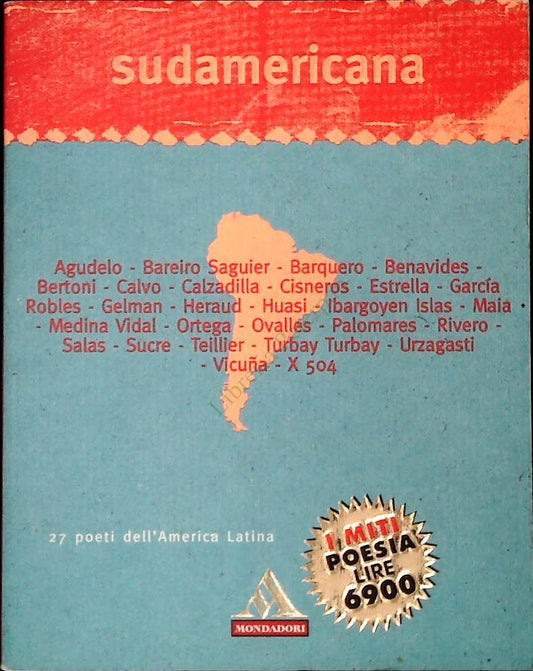 sudamericana
Agudelo - Bareiro Saguier - Barquero - Benavides -
Bertoni - Calvo - Calzadilla - Cisneros - Estrella - García
Robles - Gelman - Heraud - Huasi - Ibargoyen Islas - Maia
- Medina Vidal - Ortega - Ovalles - Palomares - Rivero -
Salas - Sucre - Teillier - Turbay Turbay - Urzagasti
- Vicuña - X 504
27 poeti dell'America Latina
I MITI
POESIA
LIRE
6900
MONDADORI